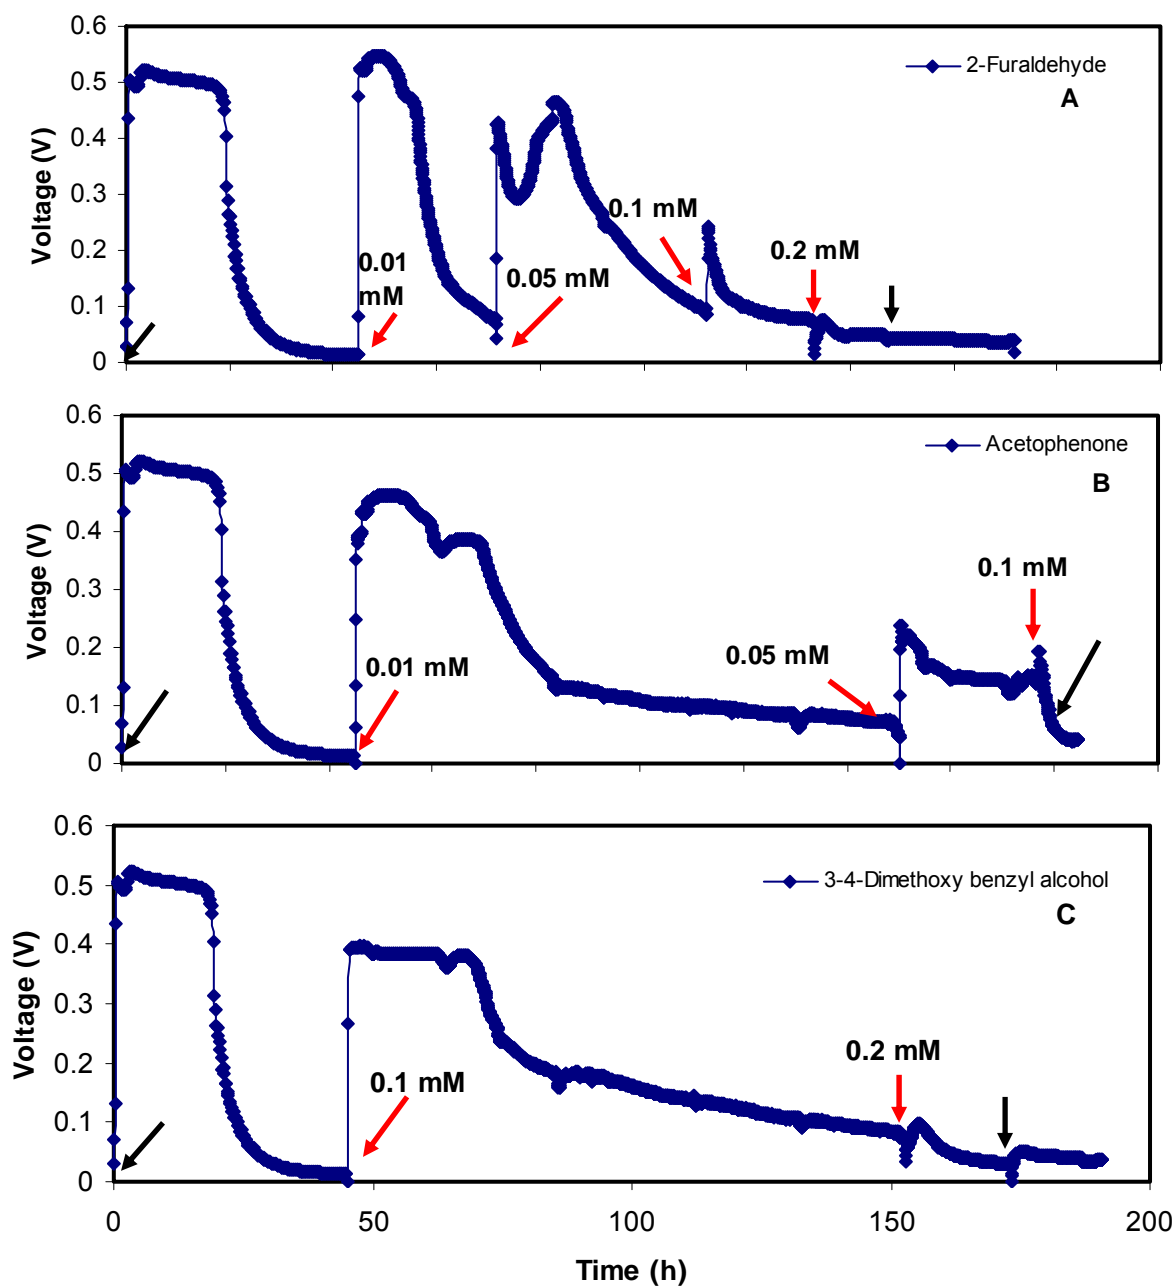 0.6
2-Furaldehyde
A
0.5
0.4
0.3
0.2
0.1
0
Voltage (V)
0.01
mM
0.05 mM
0.1 mM
0.2 mM
0.6
Acetophenone
B
0.5
0.4
0.3
0.2
0.1
0
Voltage (V)
0.01 mM
0.05 mM
0.1 mM
0.6
3-4-Dimethoxy benzyl alcohol
C
0.5
0.4
0.3
0.2
0.1
0
Voltage (V)
0.1 mM
0.2 mM
0
50
100
150
200
Time (h)